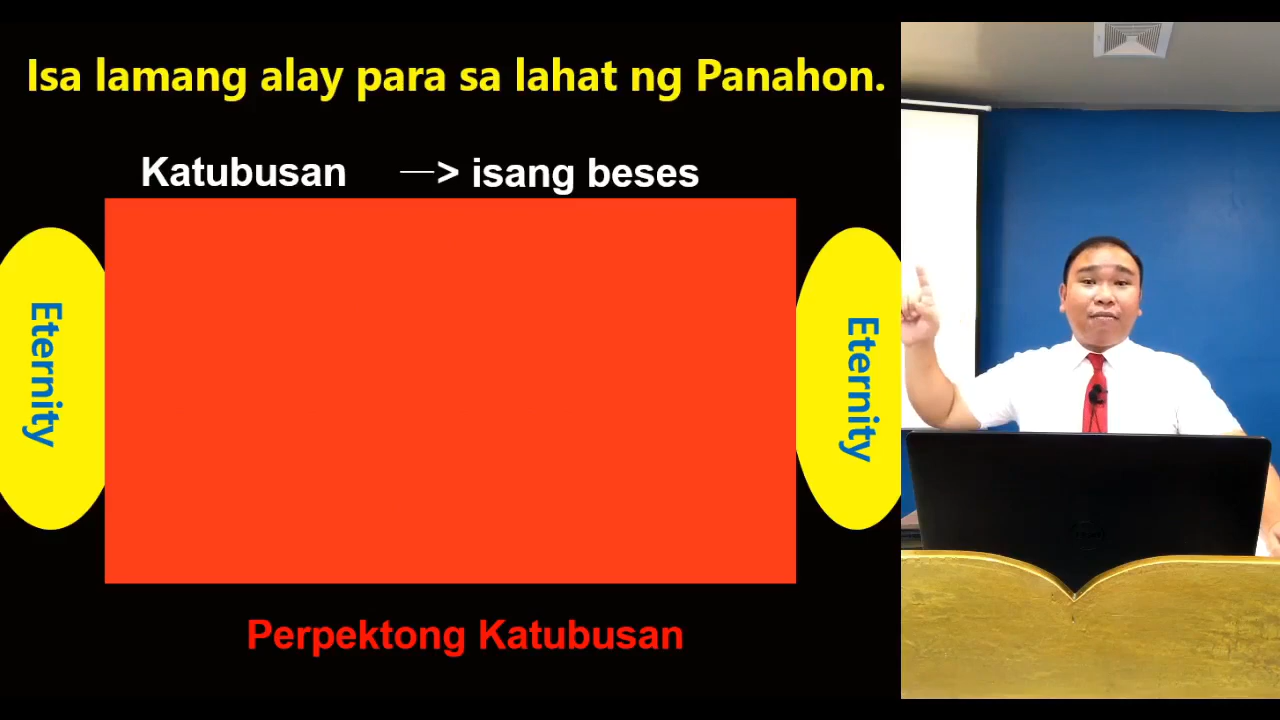 Isa lamang alay para sa lahat ng Panahon.
Katubusan —> isang beses
Eternity
Eternity
Perpektong Katubusan